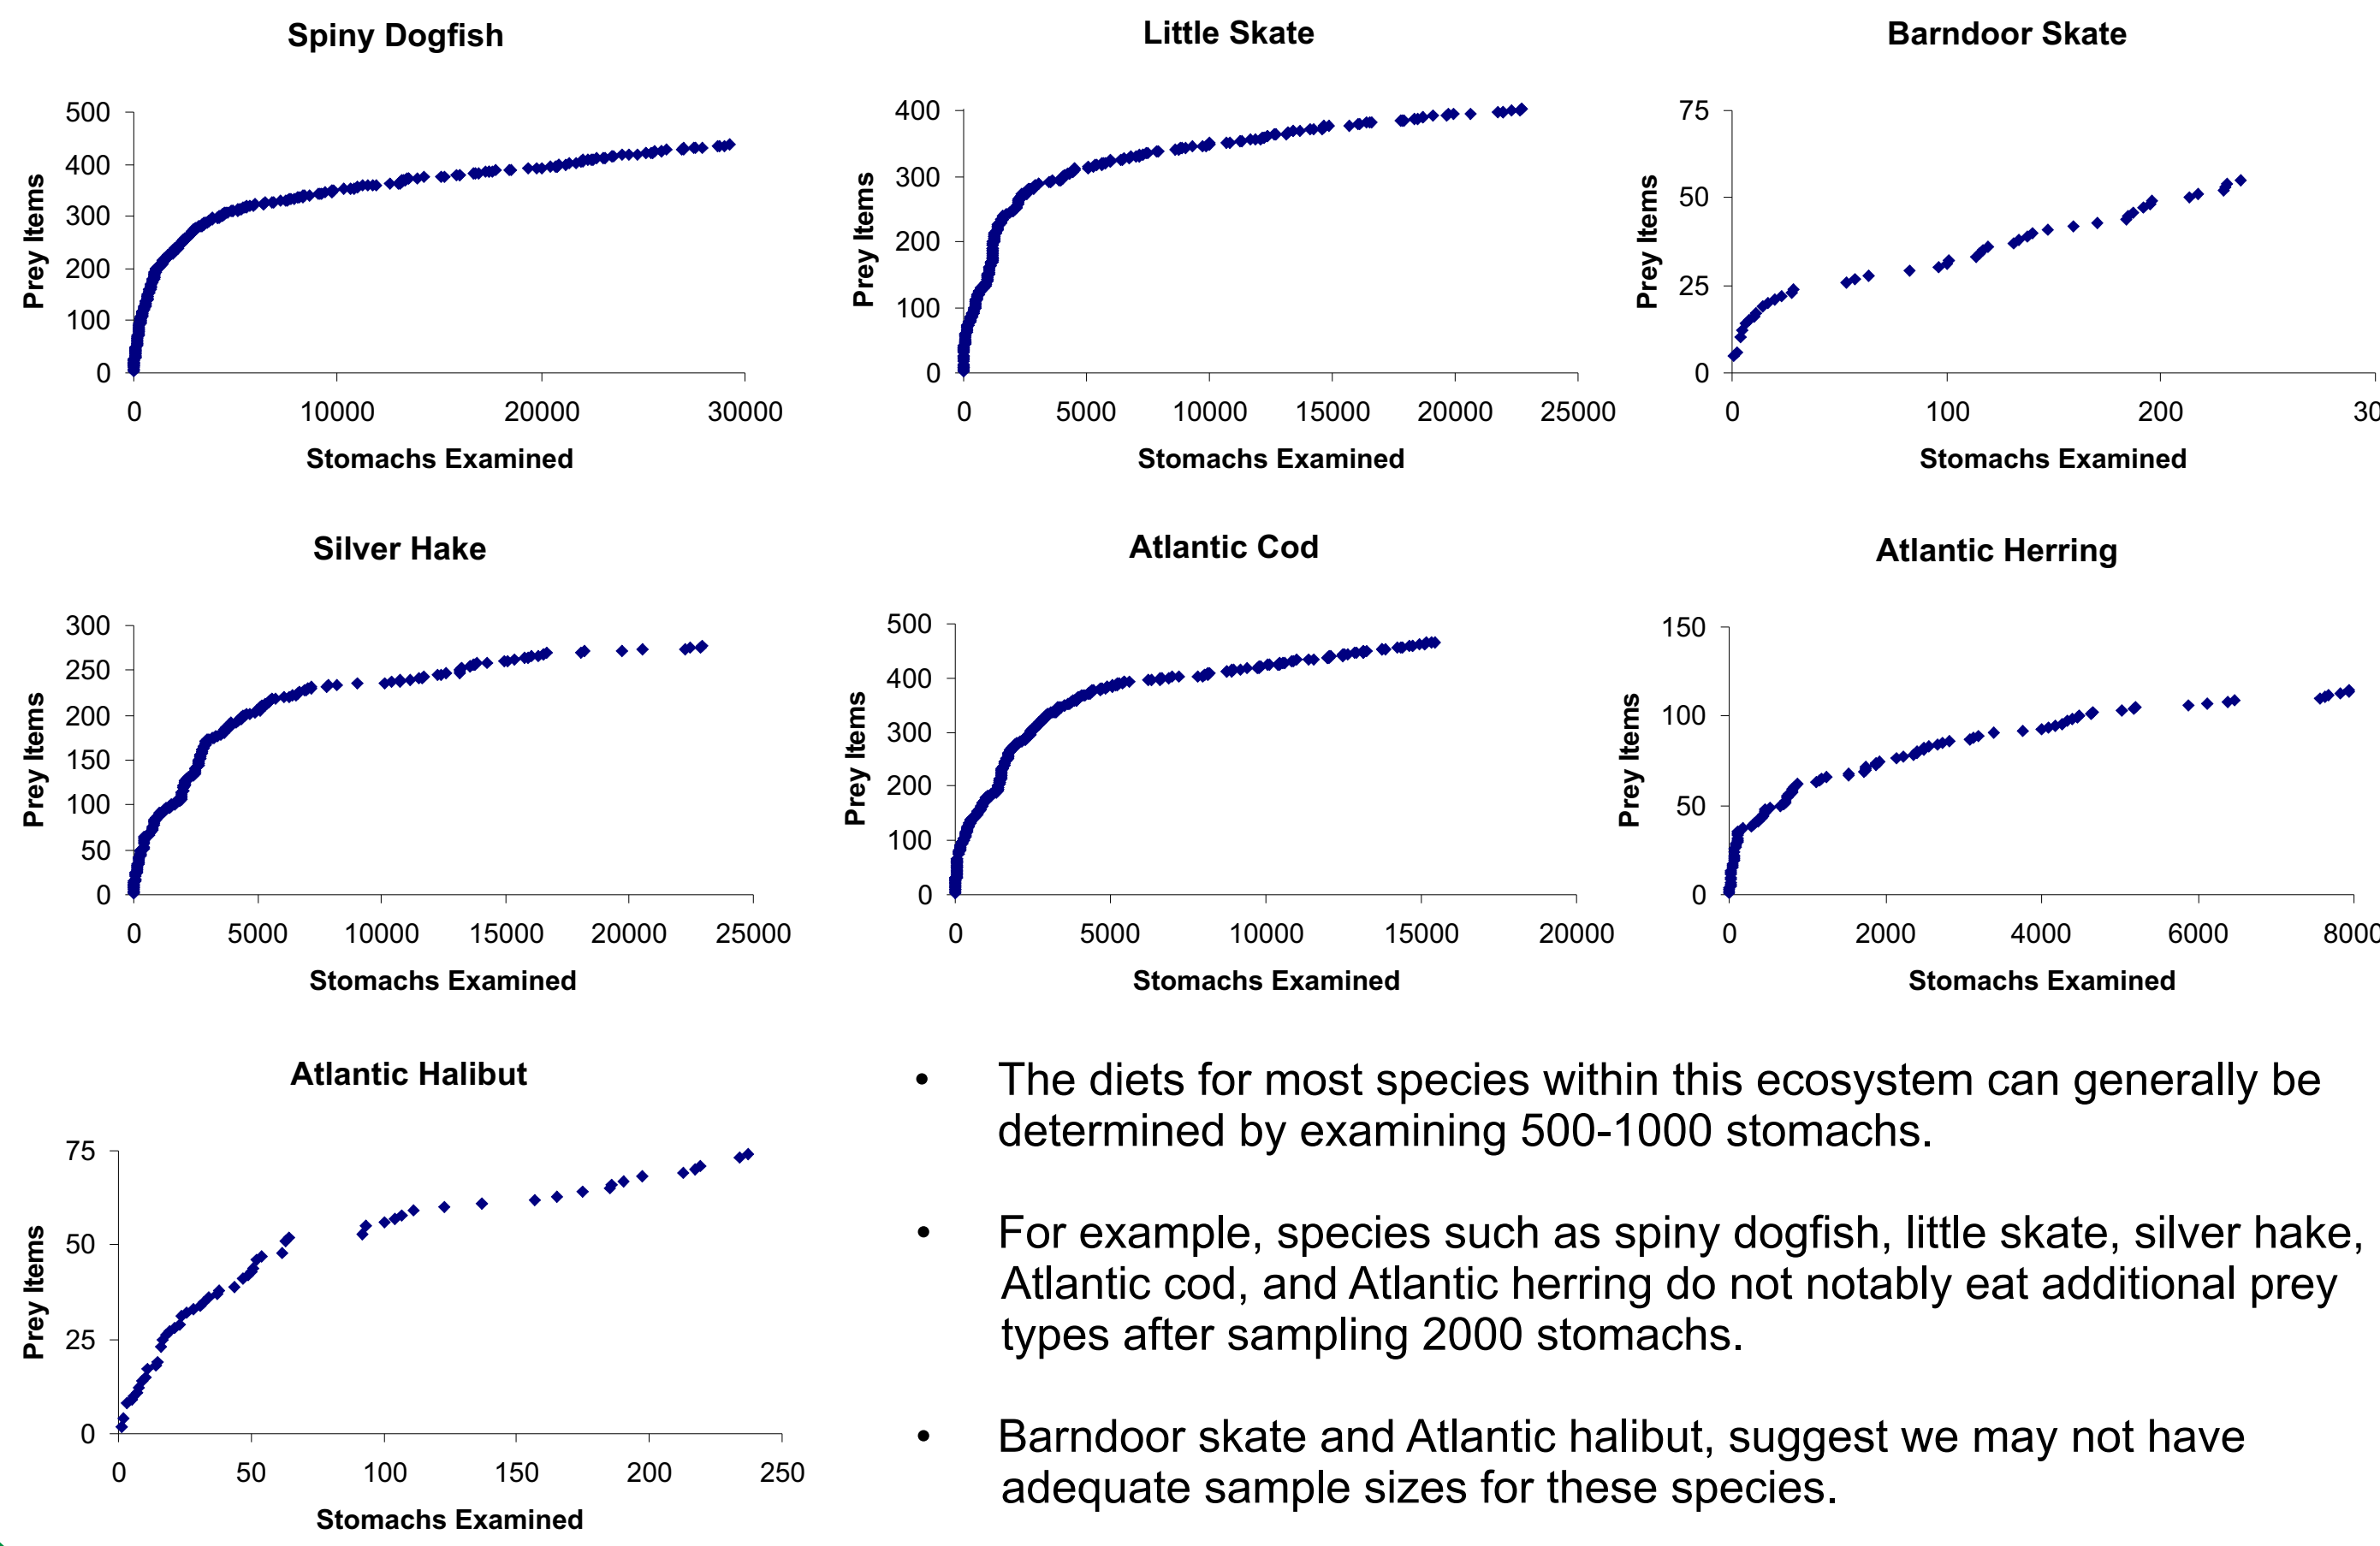 Spiny Dogfish
500
400
300
200
100
0
Prey Items
0 10000 20000 30000
Stomachs Examined
Little Skate
400
300
200
100
0
Prey Items
0 5000 10000 15000 20000 25000
Stomachs Examined
Barndoor Skate
75
50
25
0
Prey Items
0 100 200 30
Stomachs Examined
Silver Hake
300
250
200
150
100
50
0
Prey Items
0 5000 10000 15000 20000 25000
Stomachs Examined
Atlantic Cod
500
400
300
200
100
0
Prey Items
0 5000 10000 15000 20000
Stomachs Examined
Atlantic Herring
150
100
50
0
Prey Items
0 2000 4000 6000 8000
Stomachs Examined
Atlantic Halibut
75
50
25
0
Prey Items
0 50 100 150 200 250
Stomachs Examined
• The diets for most species within this ecosystem can generally be
determined by examining 500-1000 stomachs.
• For example, species such as spiny dogfish, little skate, silver hake,
Atlantic cod, and Atlantic herring do not notably eat additional prey
types after sampling 2000 stomachs.
• Barndoor skate and Atlantic halibut, suggest we may not have
adequate sample sizes for these species.